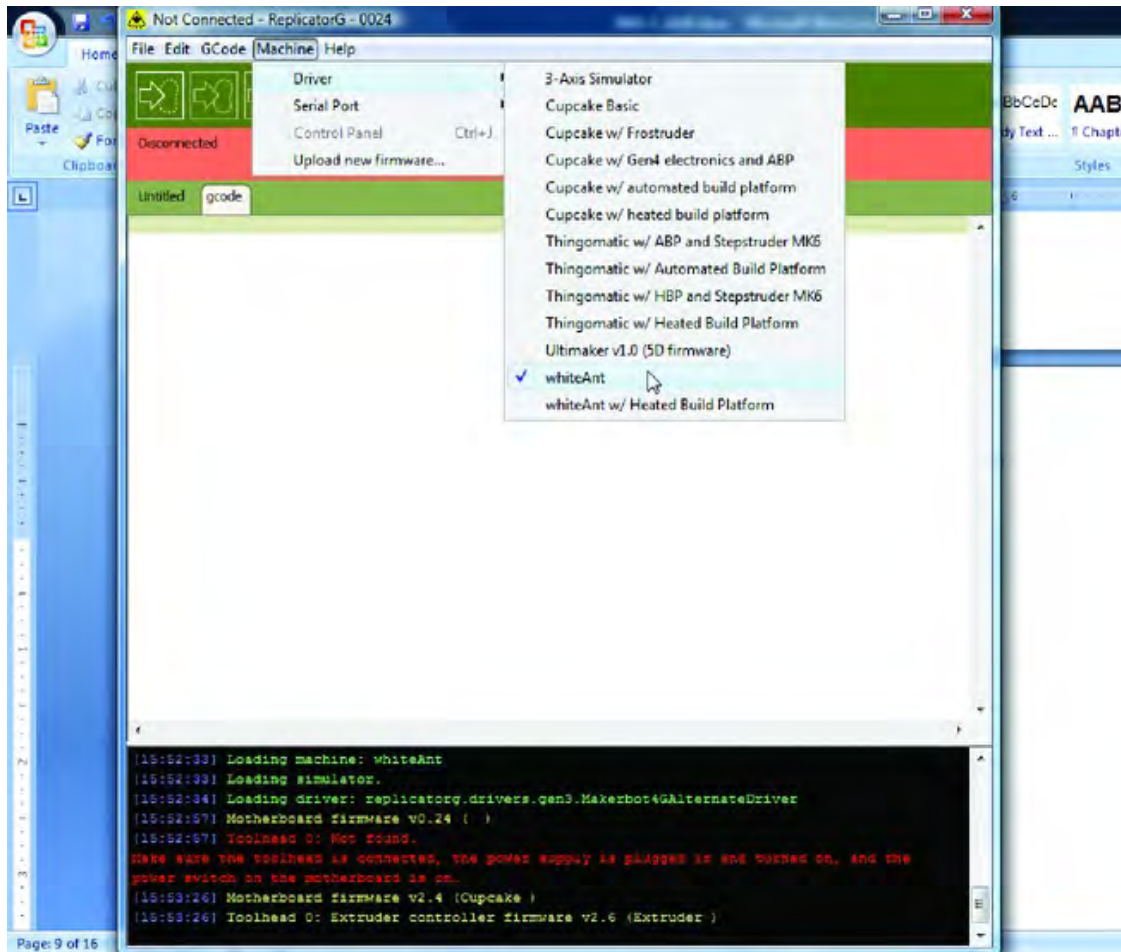 Not Connected - ReplicatorG - 0024
Home
File Edit GCode Machine Help
Paste
Clipboar
Disconnected
Untitled gcode
Driver
Serial Port
Control Panel Ctrl+J
Upload new firmware...
3-Axis Simulator
Cupcake Basic
Cupcake w/ Frostruder
Cupcake w/ Gen4 electronics and ABP
Cupcake w/ automated build platform
Cupcake w/ heated build platform
Thingomatic w/ ABP and Stepstruder MK6
Thingomatic w/ Automated Build Platform
Thingomatic w/ HBP and Stepstruder MK6
Thingomatic w/ Heated Build Platform
Ultimaker v1.0 (5D firmware)
whiteAnt
whiteAnt w/ Heated Build Platform
BbCcDc AAB
dy Text ... ¶ Chapt
Styles
6
[15:52:33] Loading machine: whiteAnt
[15:52:33] Loading simulator.
[15:52:34] Loading driver: replicatorg.drivers.gen3.Makerbot4GAlternateDriver
[15:52:57] Motherboard firmware v0.24 ( )
[15:52:57] Toolhead 0: Not found.
Make sure the toolhead is connected, the power supply is plugged in and turned on, and the
power switch on the motherboard is on.
[15:53:26] Motherboard firmware v2.4 (Cupcake )
[15:53:26] Toolhead 0: Extruder controller firmware v2.6 (Extruder )
Page: 9 of 16